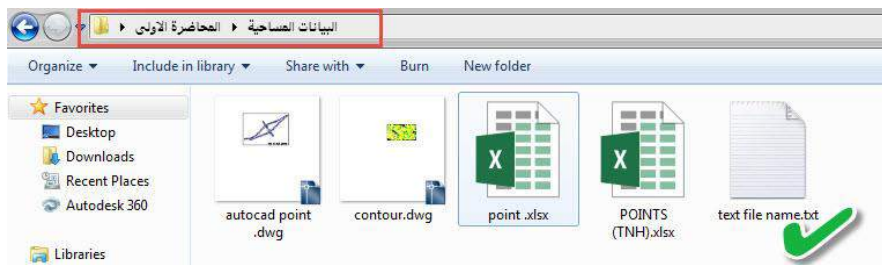 البيانات المساحية ◂ المحاضرة الاولى ◂
Organize ▾ Include in library ▾ Share with ▾ Burn New folder
Favorites
Desktop
Downloads
Recent Places
Autodesk 360
Libraries
autocad point .dwg
contour.dwg
point .xlsx
POINTS (TNH).xlsx
text file name.txt